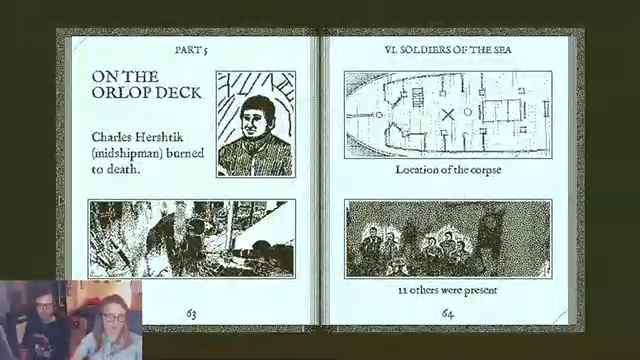 PART 5
ON THE
ORLOP DECK
Charles Hershtik
(midshipman) burned
to death.
63
VI. SOLDIERS OF THE SEA
Location of the corpse
11 others were present
64